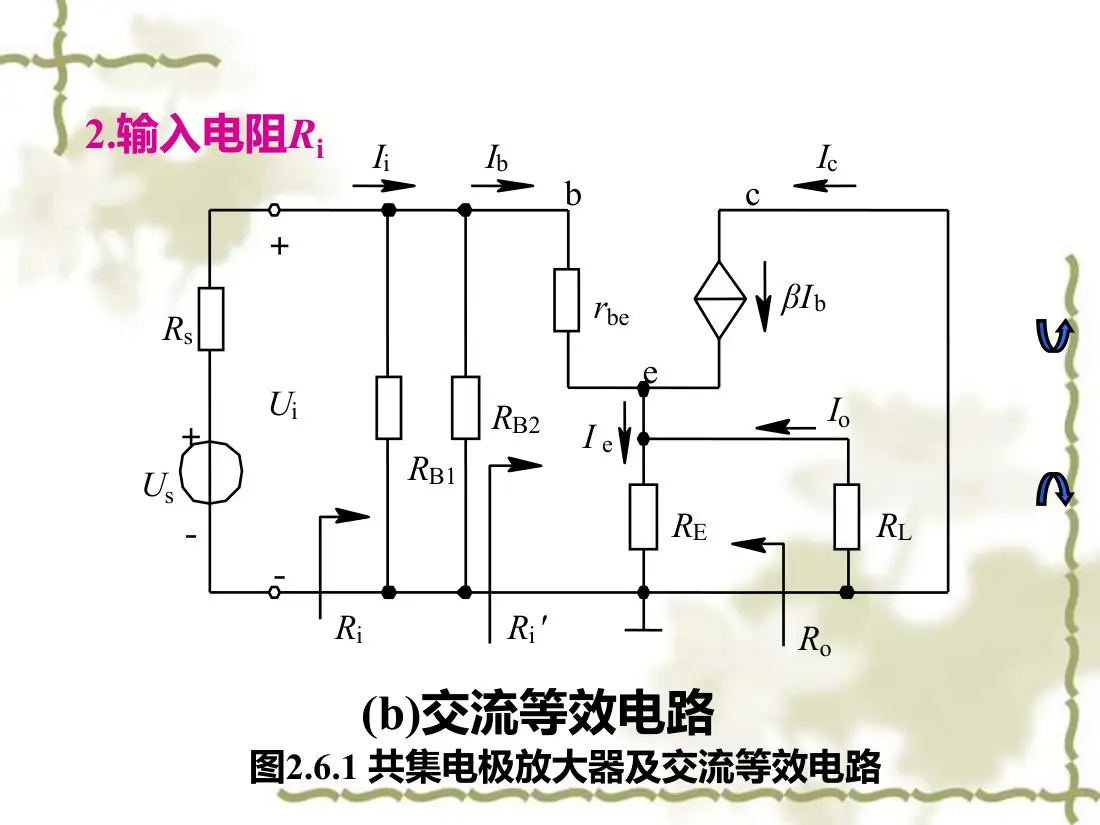 2.输入电阻Ri
Ii Ib Ic
b c
+
Rs rbe βIb
e
Ui Io
+ RB2 Ie
Us RB1
RE RL
- -
Ri Ri′ Ro
(b)交流等效电路
图2.6.1 共集电极放大器及交流等效电路